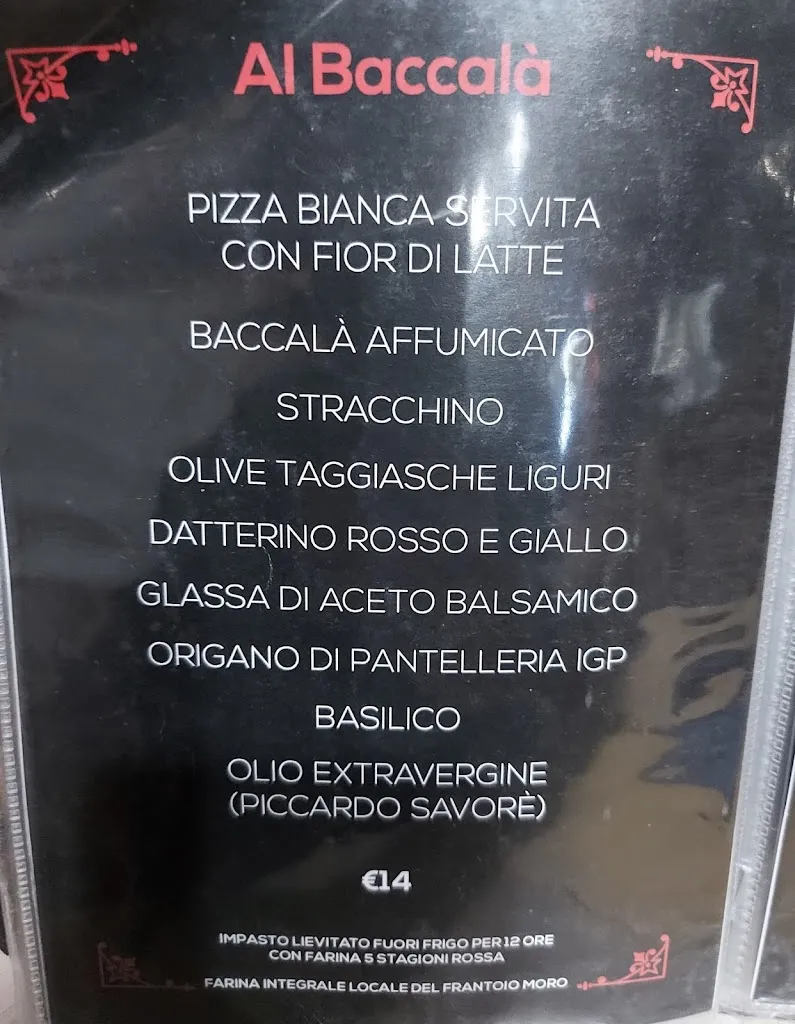 Al Baccalà
PIZZA BIANCA SERVITA
CON FIOR DI LATTE
BACCALÀ AFFUMICATO
STRACCHINO
OLIVE TAGGIASCHE LIGURI
DATTERINO ROSSO E GIALLO
GLASSA DI ACETO BALSAMICO
ORIGANO DI PANTELLERIA IGP
BASILICO
OLIO EXTRAVERGINE
(PICCARDO SAVORÈ)
€14
IMPASTO LIEVITATO FUORI FRIGO PER 12 ORE
CON FARINA 5 STAGIONI ROSSA
FARINA INTEGRALE LOCALE DEL FRANTOIO MORO